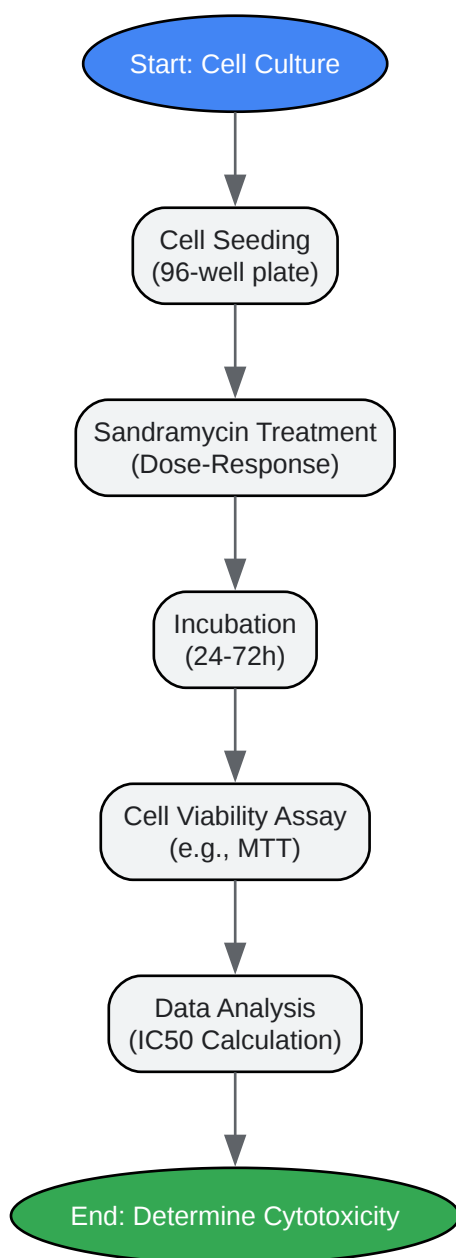 Start: Cell Culture
Cell Seeding
(96-well plate)
Sandramycin Treatment
(Dose-Response)
Incubation
(24-72h)
Cell Viability Assay
(e.g., MTT)
Data Analysis
(IC50 Calculation)
End: Determine Cytotoxicity